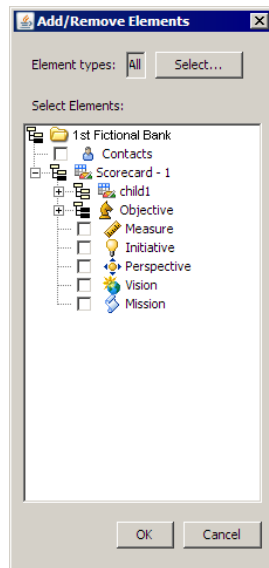 Add/Remove Elements
Element types: All Select...
Select Elements:
1st Fictional Bank
Contacts
Scorecard - 1
child1
Objective
Measure
Initiative
Perspective
Vision
Mission
OK Cancel